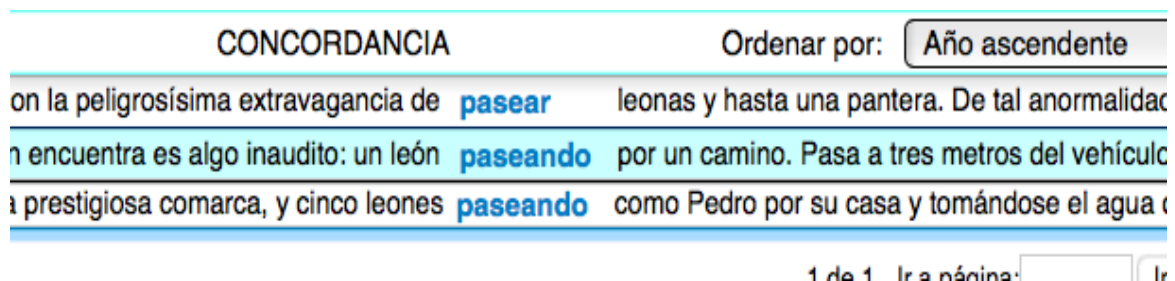 CONCORDANCIA Ordenar por: Año ascendente
on la peligrosísima extravagancia de pasear leonas y hasta una pantera. De tal anormalidad
encuentra es algo inaudito: un león paseando por un camino. Pasa a tres metros del vehículo
prestigiosa comarca, y cinco leones paseando como Pedro por su casa y tomándose el agua
1 de 1 Ir a página: